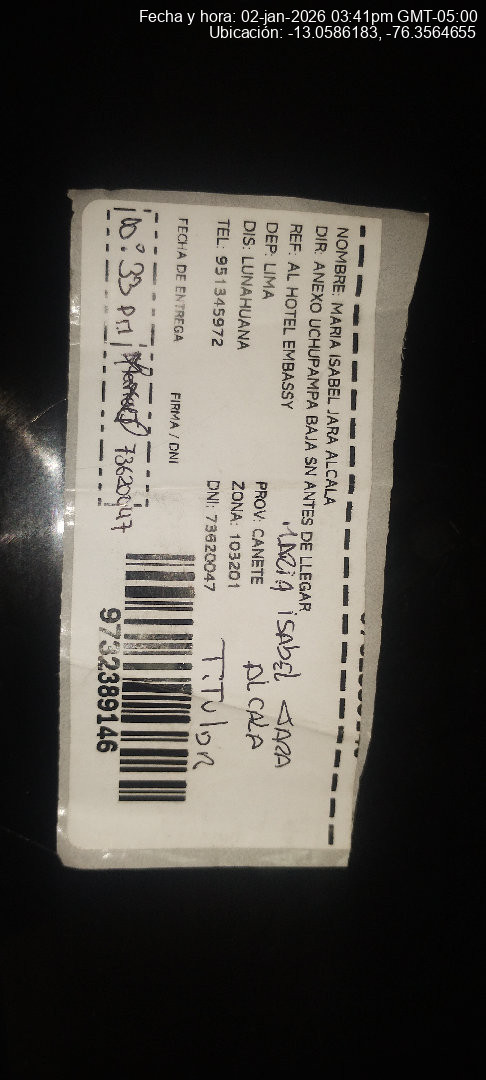 Fecha y hora: 02-jan-2026 03:41pm GMT-05:00
Ubicación: -13.0586183, -76.3564655
NOMBRE: MARIA ISABEL JARA ALCALA
DIR: ANEXO UCHUPAMPA BAJA SN ANTES DE LLEGAR
REF: AL HOTEL EMBASSY
DEP: LIMA PROV: CANETE
DIS: LUNAHUANA ZONA: 103201
TEL: 951345972 DNI: 73620047
MARIA ISABEL JARA
ALCALA
TITULAR
FECHA DE ENTREGA FIRMA / DNI
33 pm 73620047
9732389146